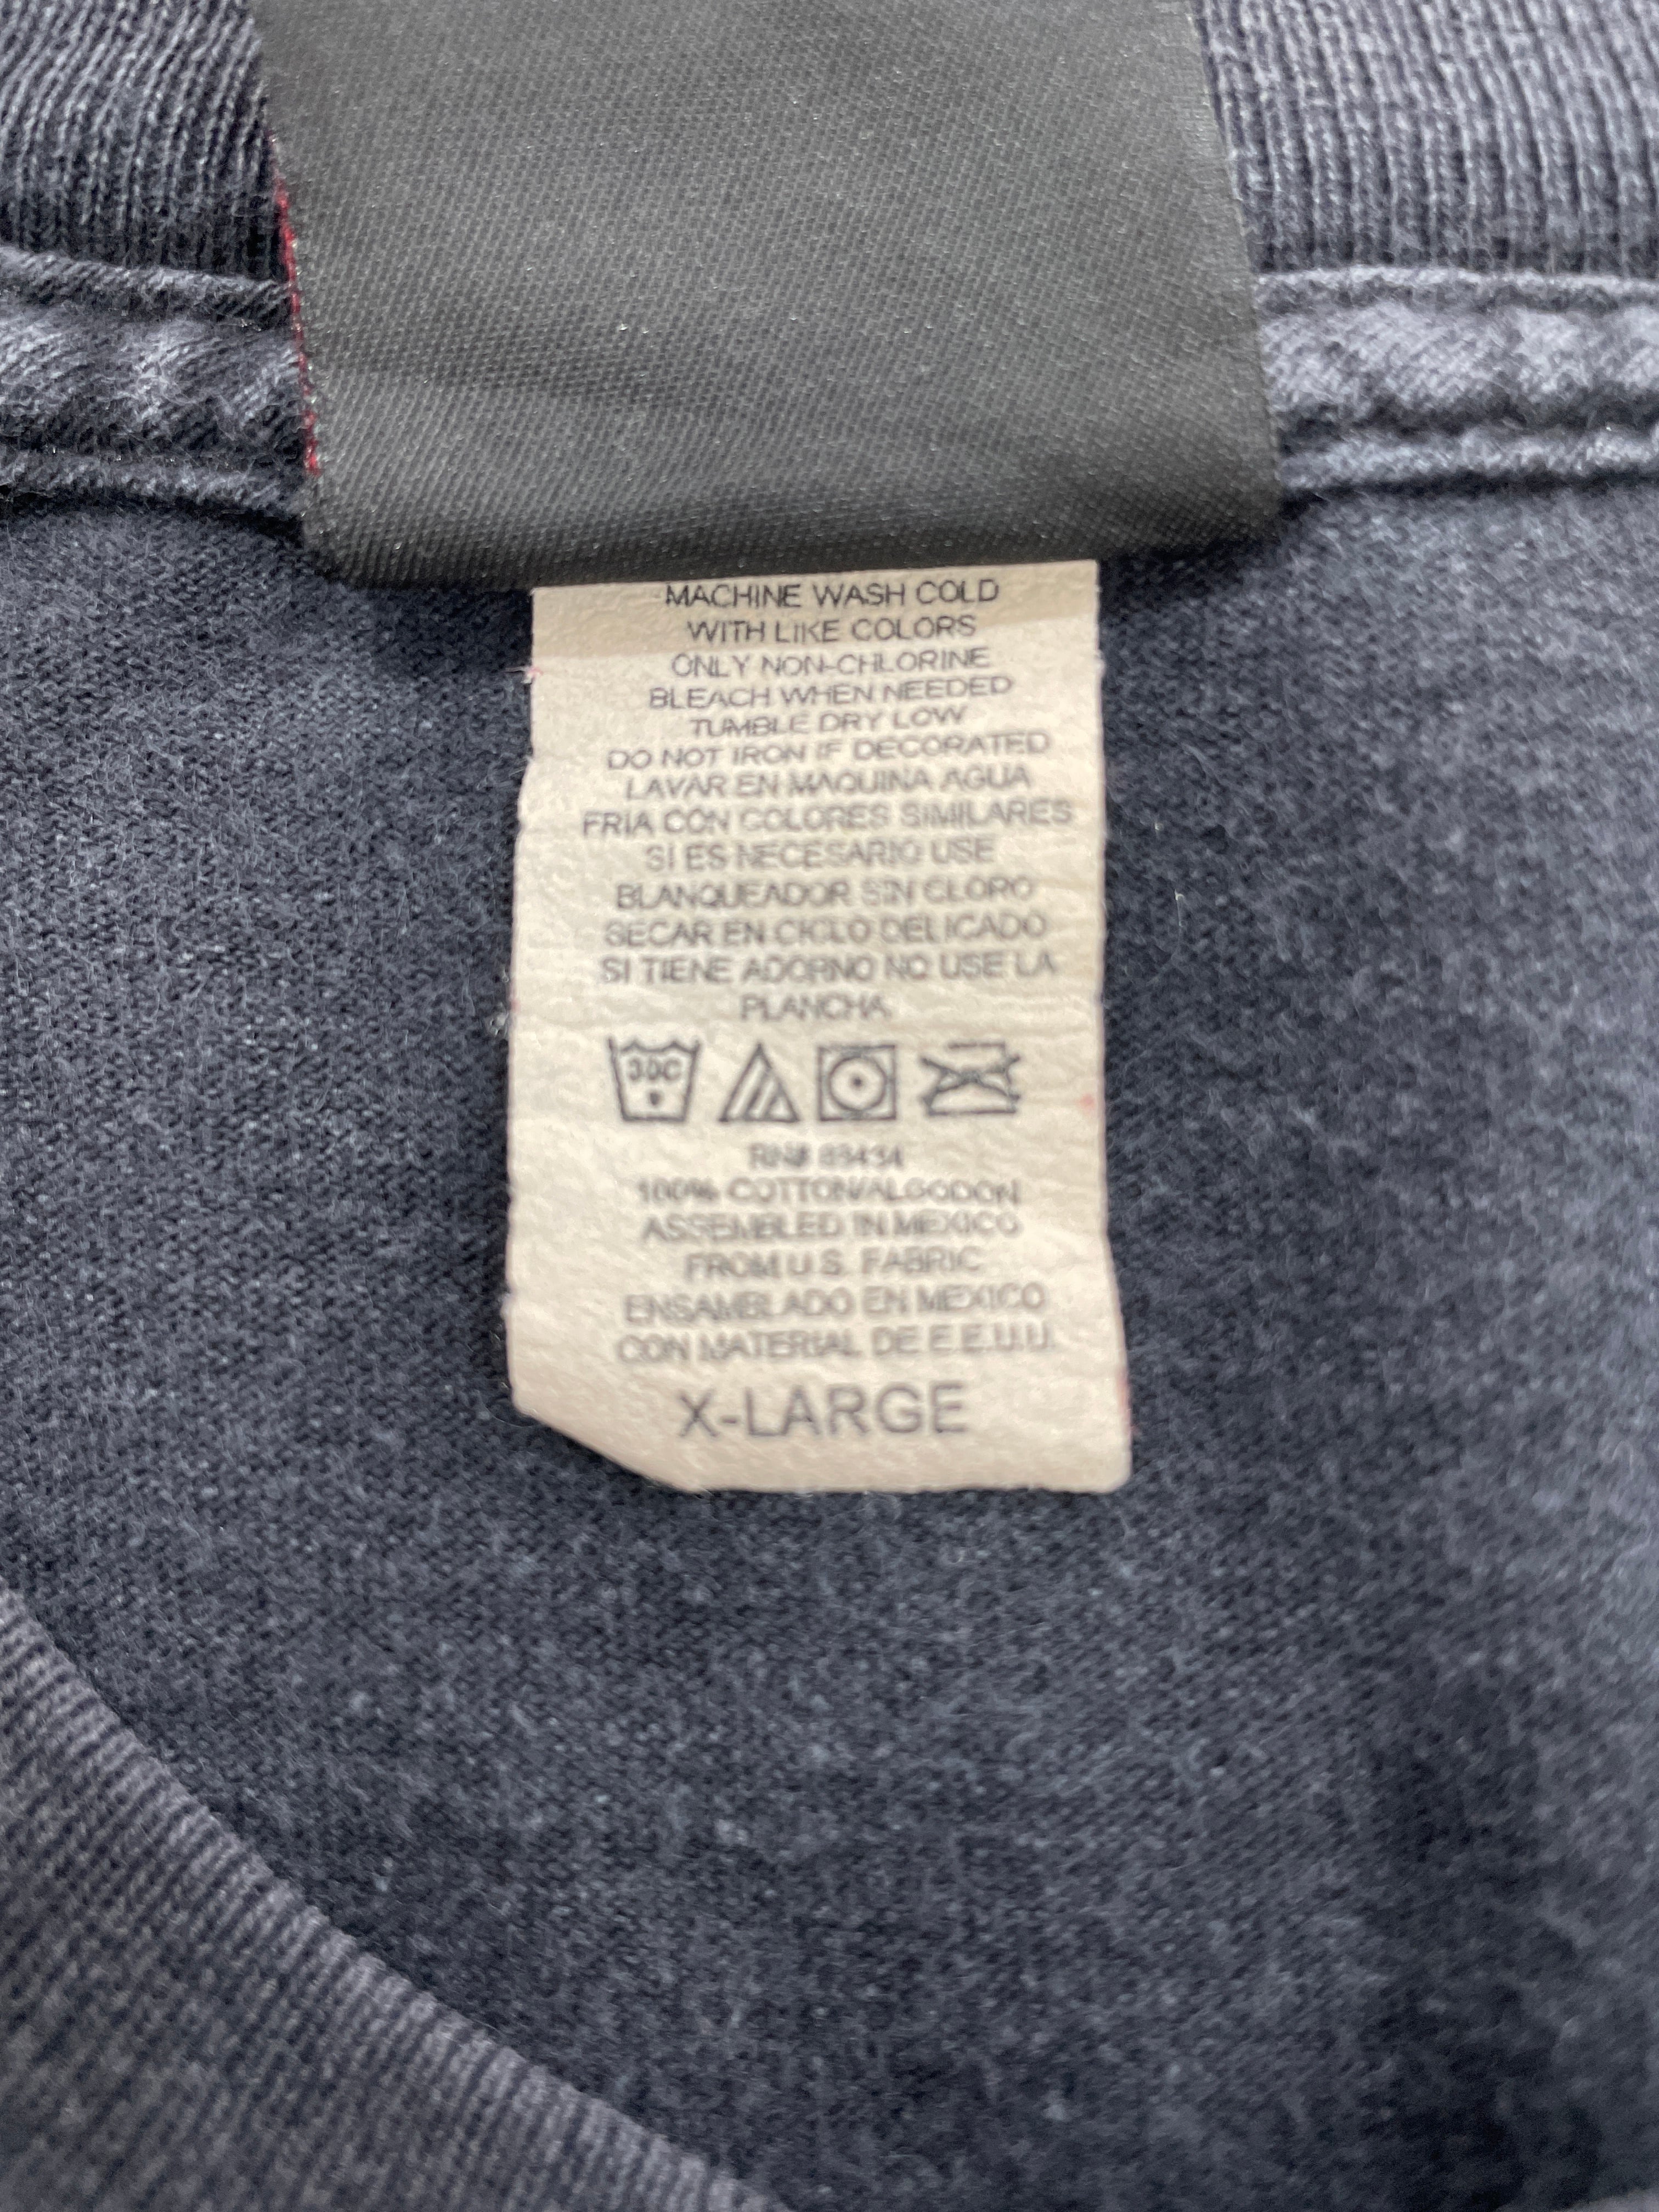 MACHINE WASH COLD
WITH LIKE COLORS
ONLY NON-CHLORINE
BLEACH WHEN NEEDED
TUMBLE DRY LOW
DO NOT IRON IF DECORATED
LAVAR EN MAQUINA AGUA
FRIA CON COLORES SIMILARES
SI ES NECESARIO USE
BLANQUEADOR SIN CLORO
SECAR EN CICLO DELICADO
SI TIENE ADORNO NO USE LA
PLANCHA
30C
RN#
100% COTTON/ALGODON
ASSEMBLED IN MEXICO
FROM U.S. FABRIC
ENSAMBLADO EN MEXICO
CON MATERIAL DE E.E.U.U.
X-LARGE